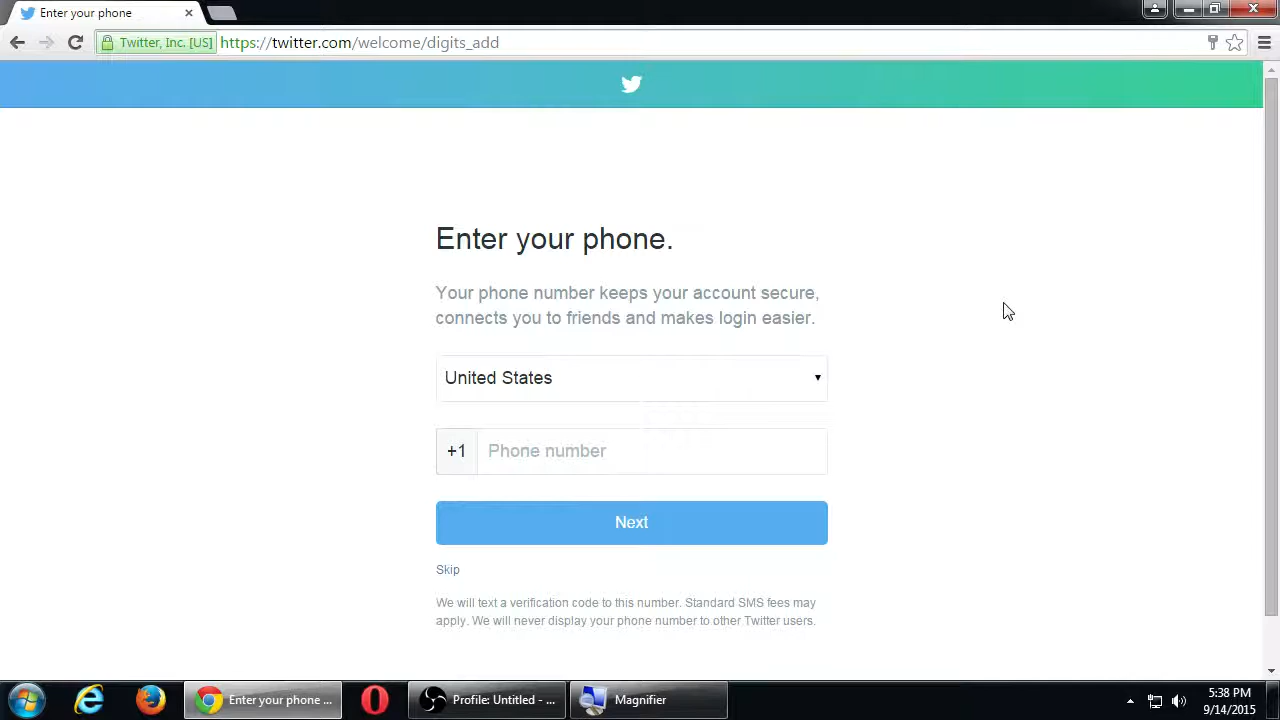 Enter your phone
Twitter, Inc. [US] https://twitter.com/welcome/digits_add
Enter your phone.
Your phone number keeps your account secure,
connects you to friends and makes login easier.
United States
+1 Phone number
Next
Skip
We will text a verification code to this number. Standard SMS fees may
apply. We will never display your phone number to other Twitter users.
Enter your phone ... Profile: Untitled - ... Magnifier
5:38 PM
9/14/2015